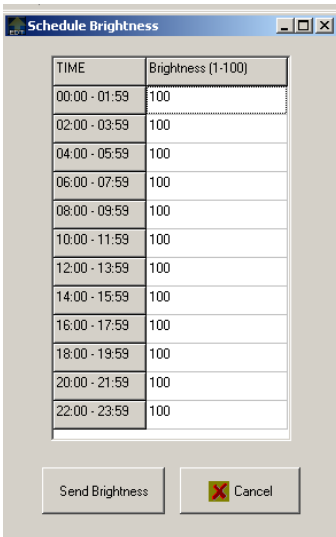 EDT Schedule Brightness
TIME Brightness (1-100)
00:00 - 01:59 100
02:00 - 03:59 100
04:00 - 05:59 100
06:00 - 07:59 100
08:00 - 09:59 100
10:00 - 11:59 100
12:00 - 13:59 100
14:00 - 15:59 100
16:00 - 17:59 100
18:00 - 19:59 100
20:00 - 21:59 100
22:00 - 23:59 100
Send Brightness Cancel